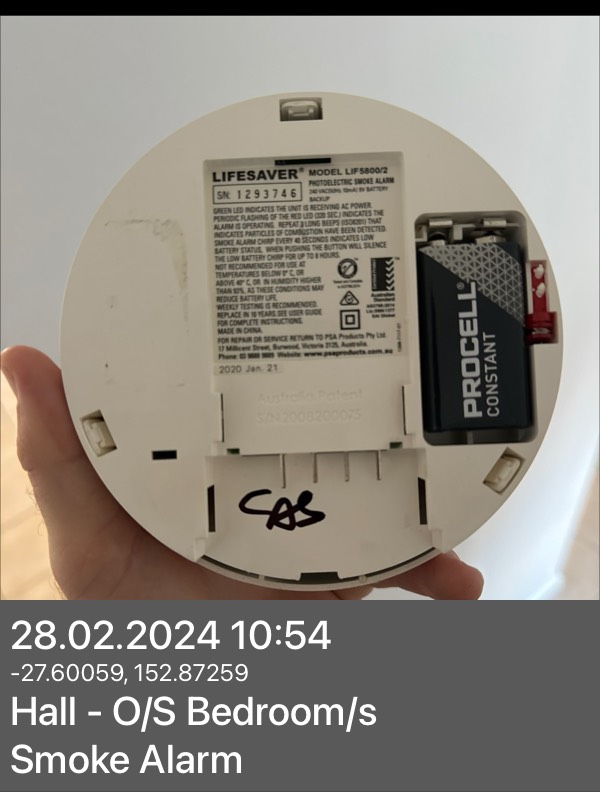 LIFESAVER® MODEL LIF5800/2
PHOTOELECTRIC SMOKE ALARM
240 VAC/50Hz, 9V BATTERY
BACKUP
S/N: 1293746
GREEN LED INDICATES THE UNIT IS RECEIVING AC POWER.
PERIODIC FLASHING OF THE RED LED (320 SEC.) INDICATES THE
ALARM IS OPERATING. REPEAT 3 LONG BEEPS (ISO8201) THAT
INDICATES PARTICLES OF COMBUSTION HAVE BEEN DETECTED.
SMOKE ALARM CHIRP EVERY 40 SECONDS INDICATES LOW
BATTERY STATUS, WHEN PUSHING THE BUTTON WILL SILENCE
THE LOW BATTERY CHIRP FOR UP TO 8 HOURS.
NOT RECOMMENDED FOR USE AT
TEMPERATURES BELOW 0° C, OR
ABOVE 40° C, OR IN HUMIDITY HIGHER
THAN 93%, AS THESE CONDITIONS MAY
REDUCE BATTERY LIFE.
WEEKLY TESTING IS RECOMMENDED.
REPLACE IN 10 YEARS.SEE USER GUIDE
FOR COMPLETE INSTRUCTIONS.
MADE IN CHINA.
Australian
Standard
FOR REPAIR OR SERVICE RETURN TO PSA Products Pty Ltd.
17 Millicent Street, Burwood, Victoria 3125, Australia.
Phone: 03 9888 9889 Website: www.psaproducts.com.au
2020 Jan. 21
Australia Patent
S/N 2008200075
PROCELL®
CONSTANT
CAS
28.02.2024 10:54
-27.60059, 152.87259
Hall - O/S Bedroom/s
Smoke Alarm